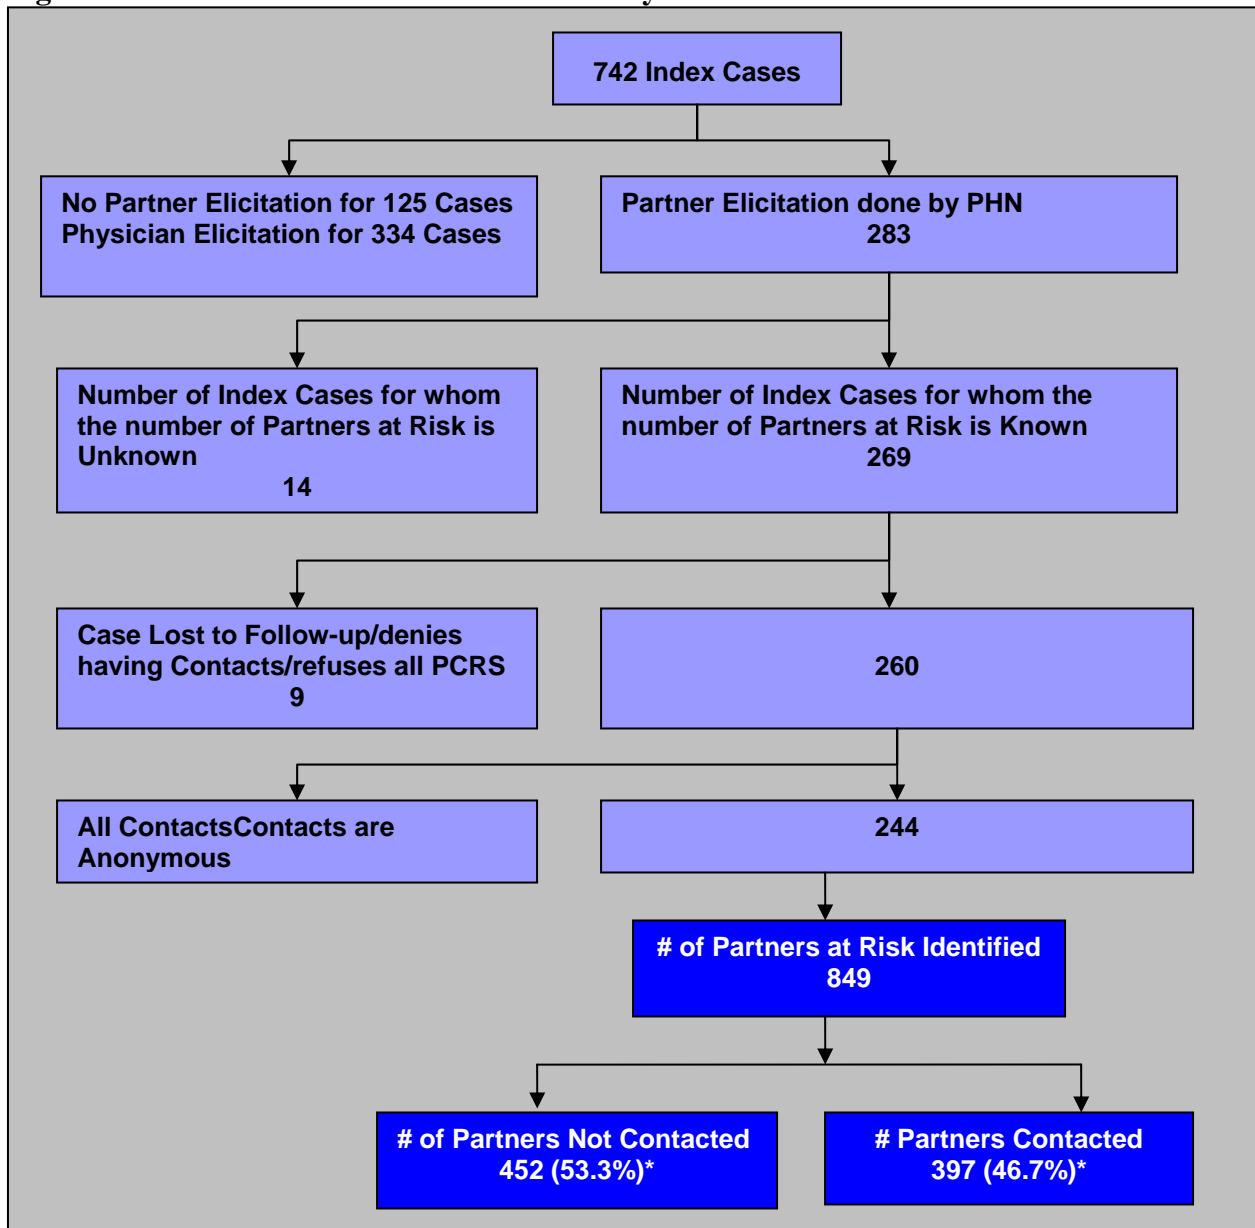 742 Index Cases
No Partner Elicitation for 125 Cases
Physician Elicitation for 334 Cases
Partner Elicitation done by PHN
283
Number of Index Cases for whom
the number of Partners at Risk is
Unknown
14
Number of Index Cases for whom the
number of Partners at Risk is Known
269
Case Lost to Follow-up/denies
having Contacts/refuses all PCRS
9
260
All ContactsContacts are
Anonymous
244
# of Partners at Risk Identified
849
# of Partners Not Contacted
452 (53.3%)*
# Partners Contacted
397 (46.7%)*